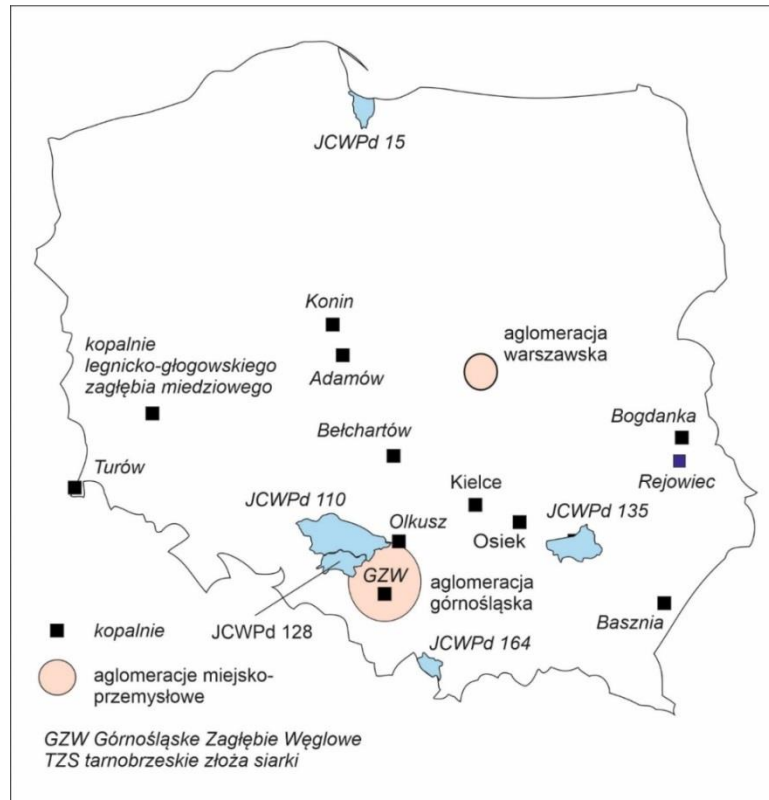 JCWPd 15
Konin
kopalnie
legnicko-głogowskiego
zagłębia miedziowego
Adamów
aglomeracja
warszawska
Bełchartów
Bogdanka
Turów
Rejowiec
Kielce
JCWPd 110
JCWPd 135
Olkusz
Osiek
GZW
aglomeracja
górnośląska
JCWPd 128
Basznia
kopalnie
JCWPd 164
aglomeracje miejsko-
przemysłowe
GZW Górnośląske Zagłębie Węglowe
TZS tarnobrzeskie złoża siarki